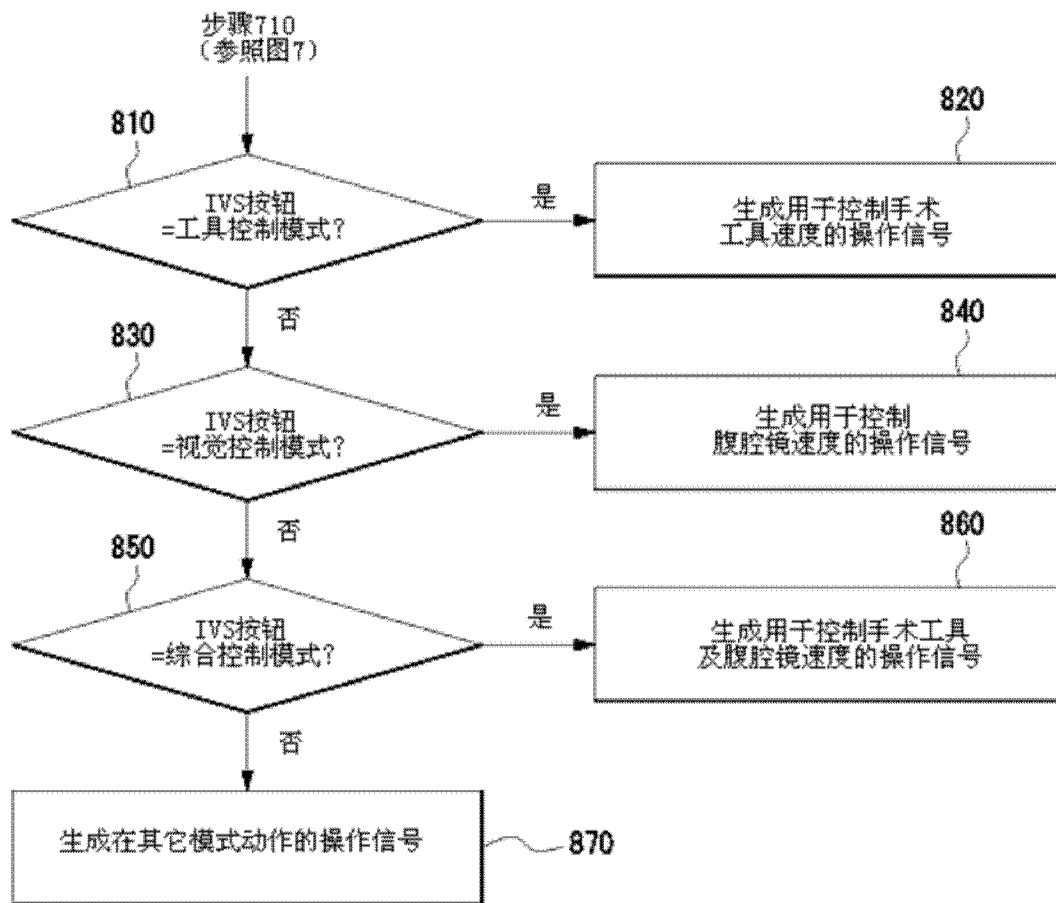 步骤710
(参照图7)
810
IVS按钮
=工具控制模式?
是
820
生成用于控制手术
工具速度的操作信号
否
830
IVS按钮
=视觉控制模式?
是
840
生成用于控制
腹腔镜速度的操作信号
否
850
IVS按钮
=综合控制模式?
是
860
生成用于控制手术工具
及腹腔镜速度的操作信号
否
生成在其它模式动作的操作信号
870